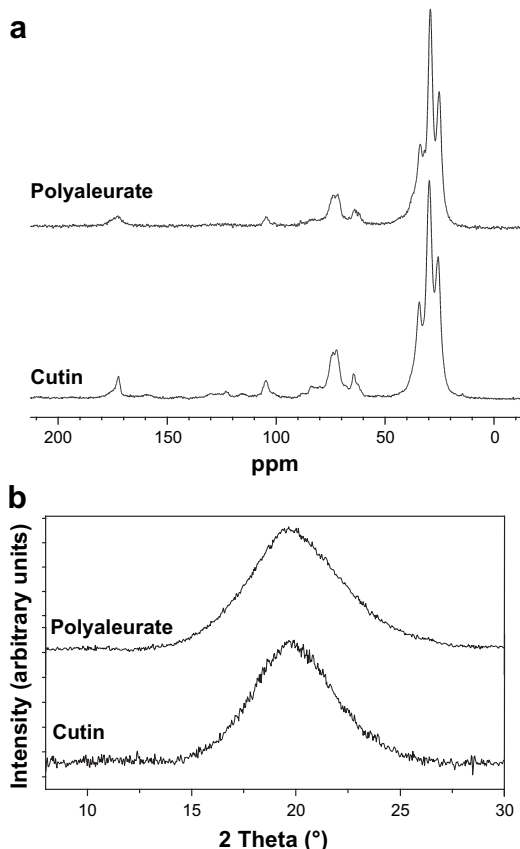 a
Polyaleurate
Cutin
200 150 100 50 0
ppm
b
Intensity (arbitrary units)
Polyaleurate
Cutin
10 15 20 25 30
2 Theta (°)